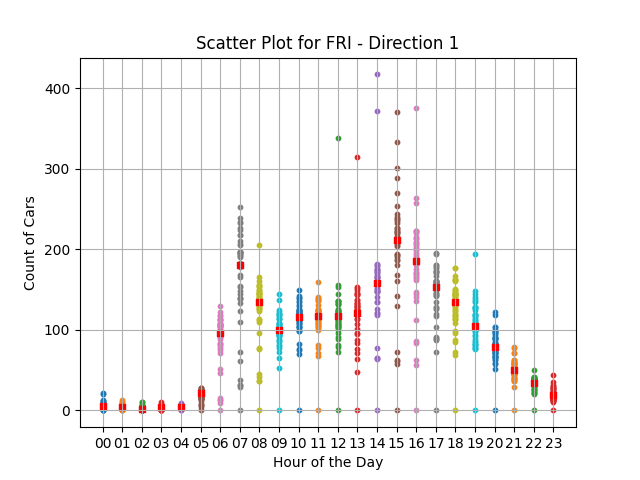 Scatter Plot for FRI - Direction 1
400
300
200
100
0
Count of Cars
00 01 02 03 04 05 06 07 08 09 10 11 12 13 14 15 16 17 18 19 20 21 22 23
Hour of the Day